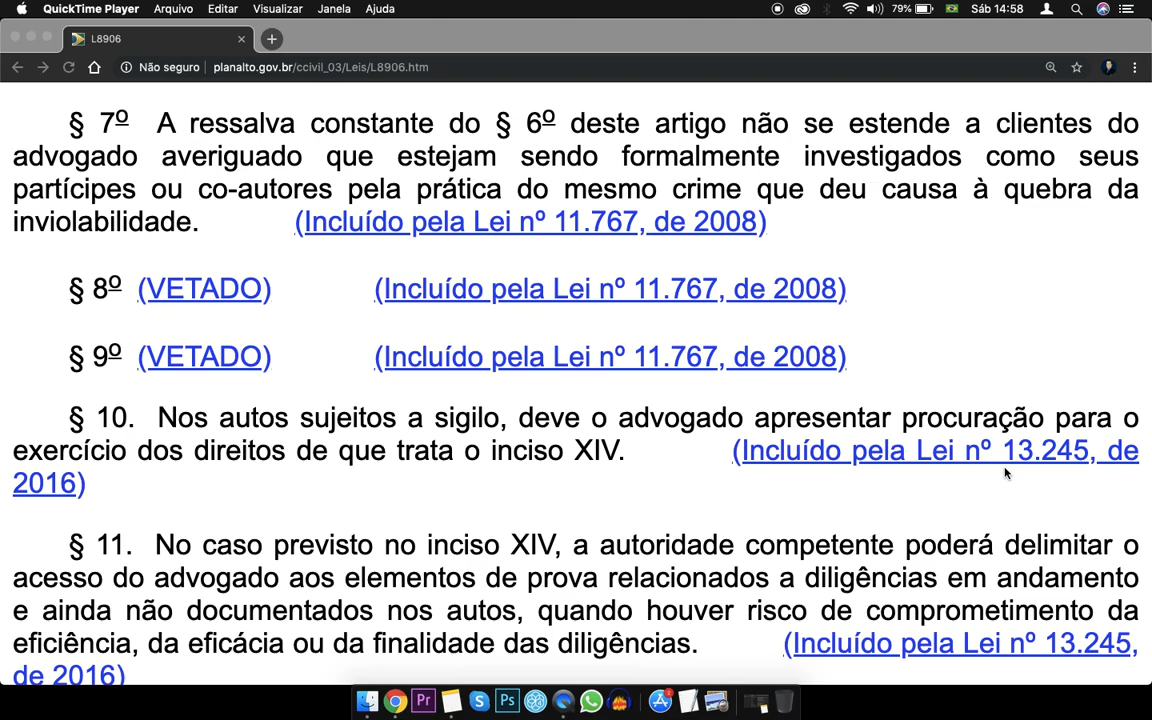 QuickTime Player Arquivo Editar Visualizar Janela Ajuda 79% Sáb 14:58
L8906
Não seguro planalto.gov.br/ccivil_03/Leis/L8906.htm
§ 7º A ressalva constante do § 6º deste artigo não se estende a clientes do
advogado averiguado que estejam sendo formalmente investigados como seus
partícipes ou co-autores pela prática do mesmo crime que deu causa à quebra da
inviolabilidade. (Incluído pela Lei nº 11.767, de 2008)
§ 8º (VETADO) (Incluído pela Lei nº 11.767, de 2008)
§ 9º (VETADO) (Incluído pela Lei nº 11.767, de 2008)
§ 10. Nos autos sujeitos a sigilo, deve o advogado apresentar procuração para o
exercício dos direitos de que trata o inciso XIV. (Incluído pela Lei nº 13.245, de
2016)
§ 11. No caso previsto no inciso XIV, a autoridade competente poderá delimitar o
acesso do advogado aos elementos de prova relacionados a diligências em andamento
e ainda não documentados nos autos, quando houver risco de comprometimento da
eficiência, da eficácia ou da finalidade das diligências. (Incluído pela Lei nº 13.245,
de 2016)
Pr Ps